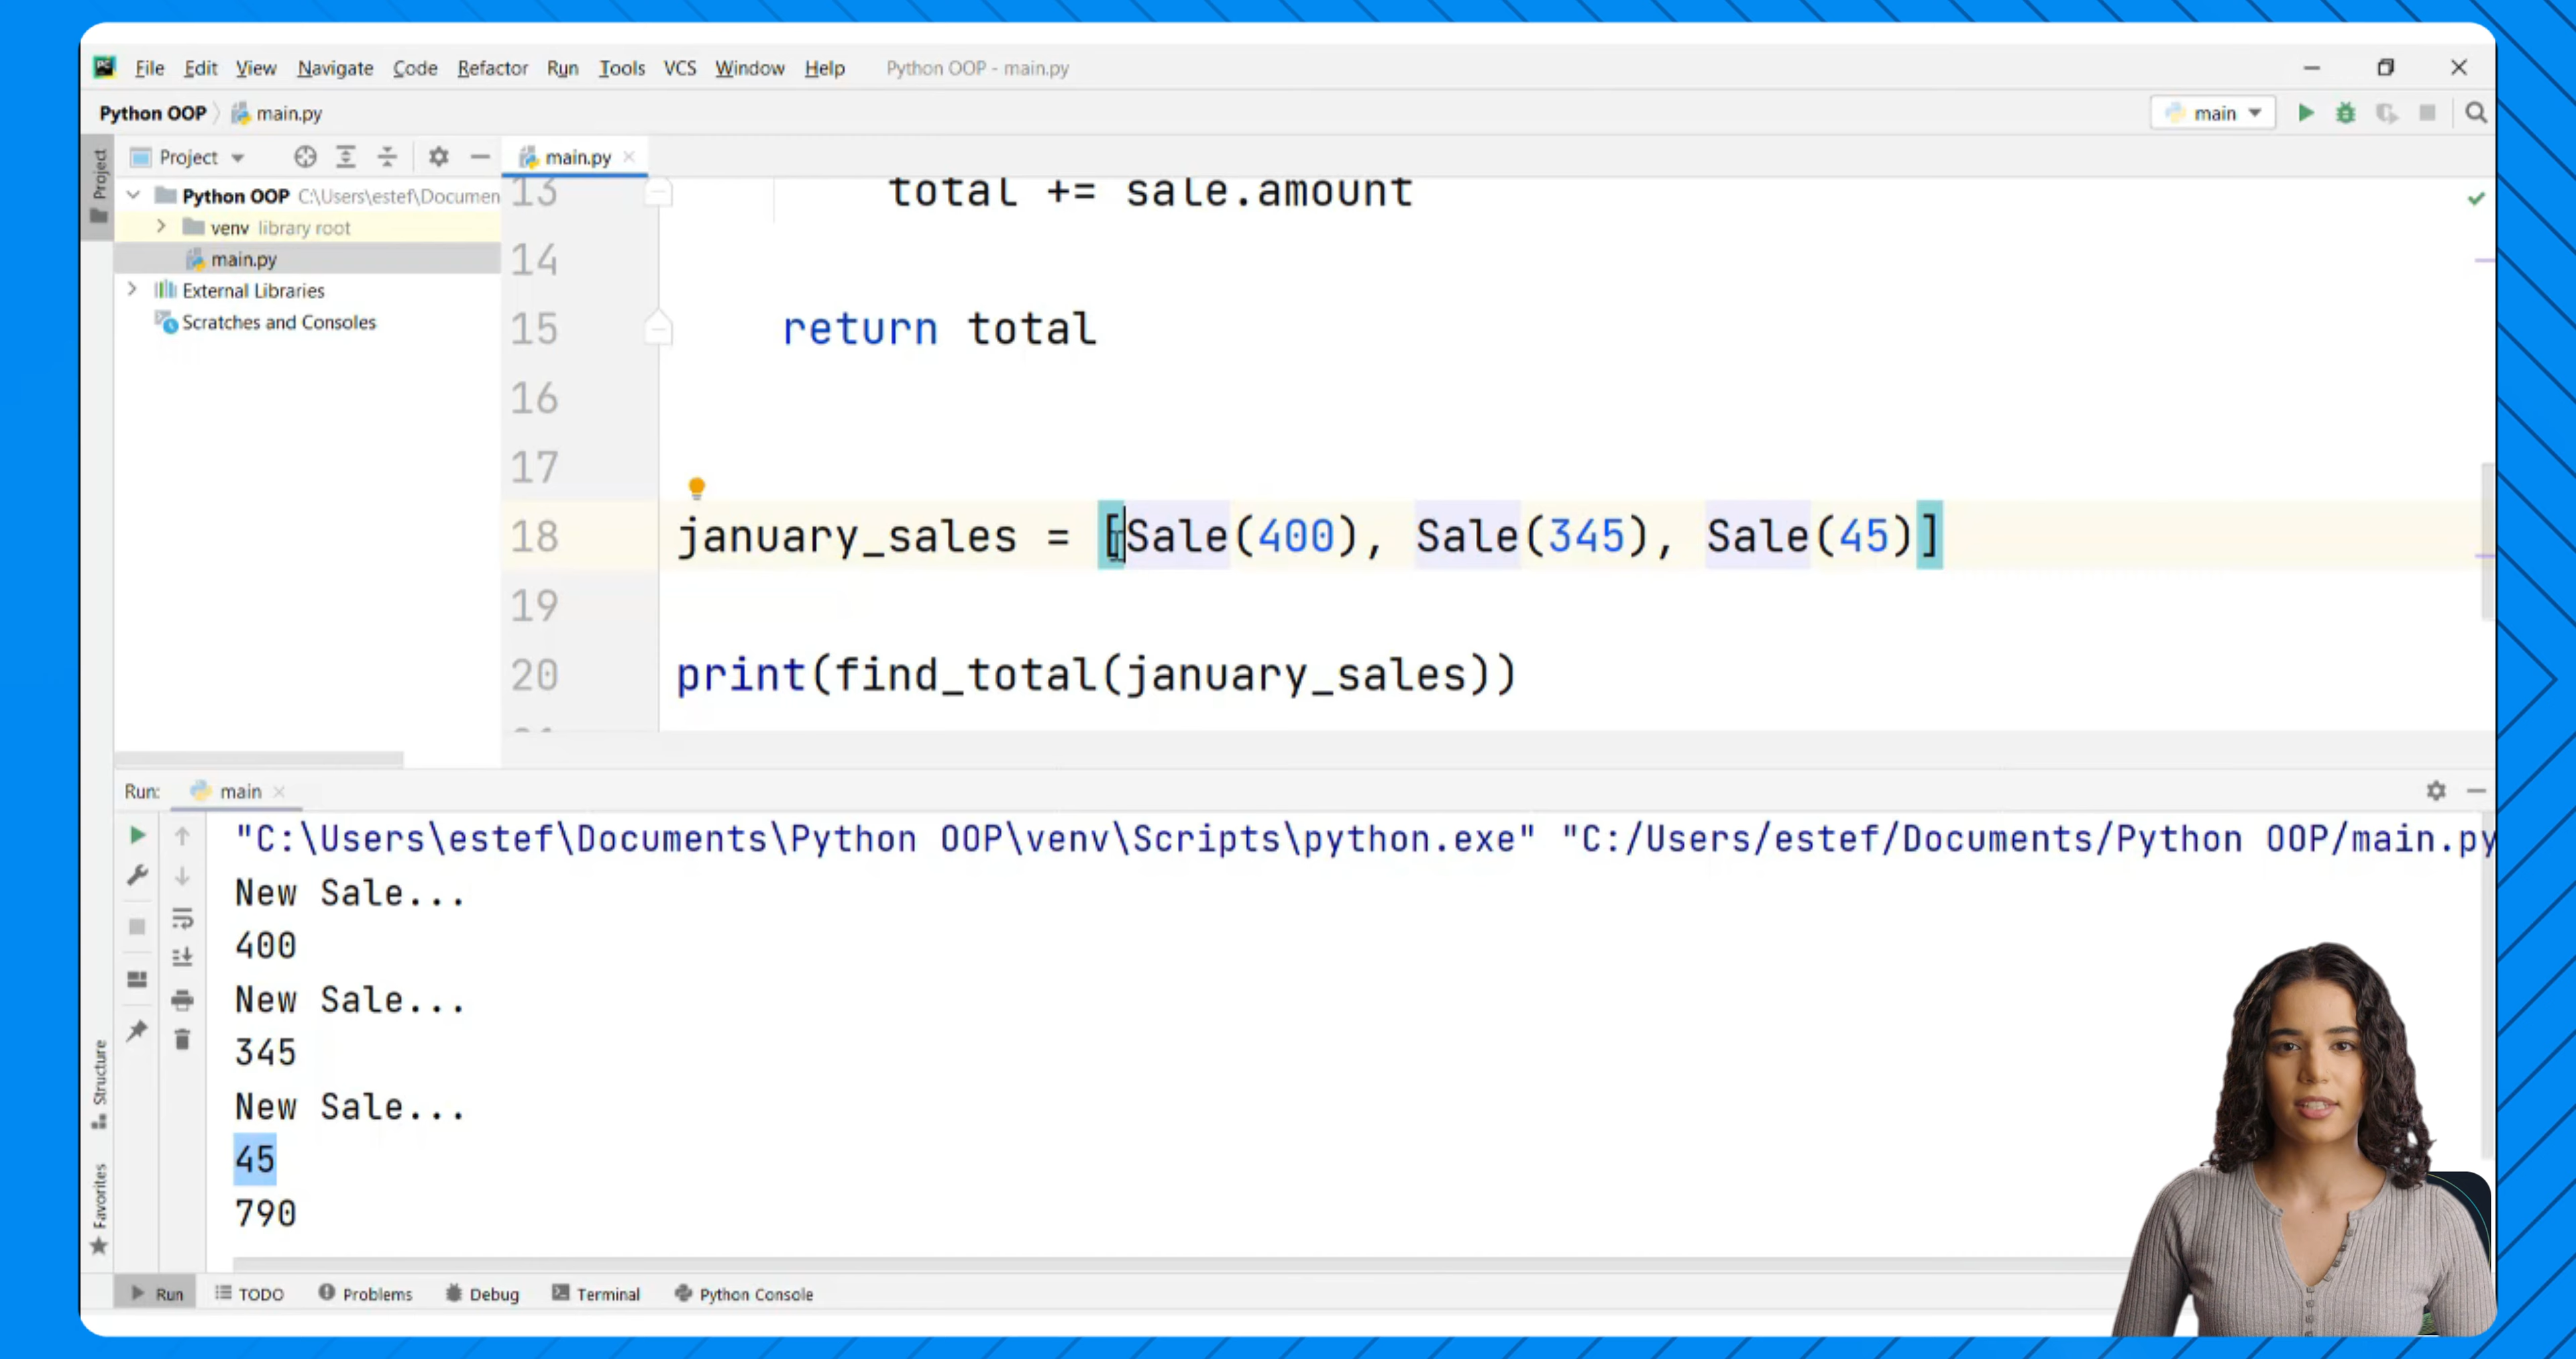 File Edit View Navigate Code Refactor Run Tools VCS Window Help Python OOP - main.py
Python OOP main.py
main
Project
Project
main.py
Python OOP C:\Users\estef\Documen
venv library root
main.py
External Libraries
Scratches and Consoles
13 total += sale.amount
14
15 return total
16
17
18 january_sales = [Sale(400), Sale(345), Sale(45)]
19
20 print(find_total(january_sales))
Run: main
"C:\Users\estef\Documents\Python OOP\venv\Scripts\python.exe" "C:/Users/estef/Documents/Python OOP/main.py
New Sale...
400
New Sale...
345
New Sale...
45
790
Structure
Favorites
Run TODO Problems Debug Terminal Python Console